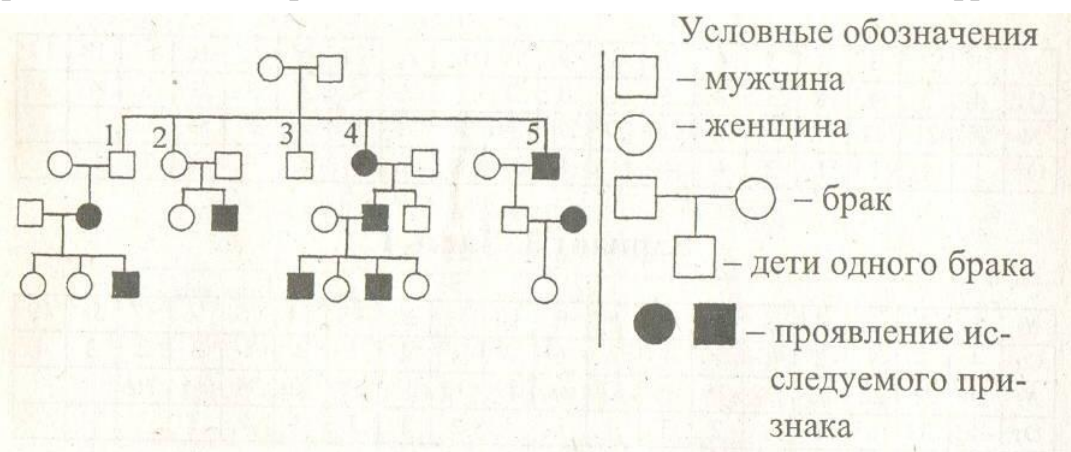 Условные обозначения
– мужчина
– женщина
– брак
– дети одного брака
– проявление ис-
следуемого при-
знака
1 2 3 4 5